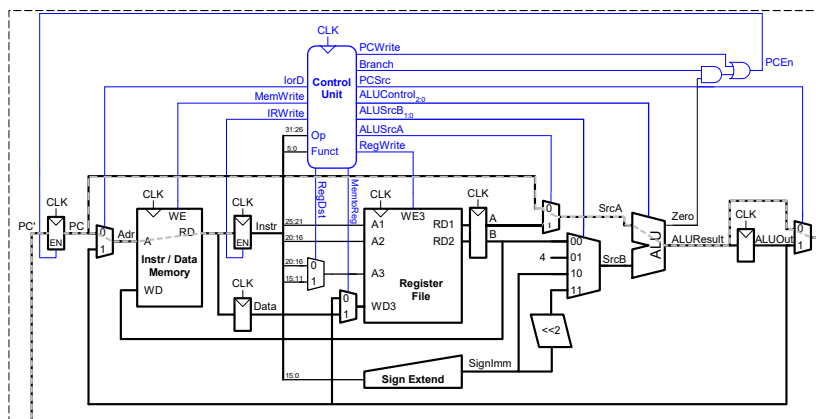 CLK
PCWrite
Branch
PCEn
IorD
Control
Unit
PCSrc
MemWrite
ALUControl2:0
IRWrite
ALUSrcB1:0
31:26
Op
ALUSrcA
5:0
Funct
RegWrite
RegDst
MemtoReg
CLK
CLK
CLK
CLK
CLK
CLK
PC'
EN
PC
0
1
Adr
A
WE
RD
Instr / Data
Memory
WD
EN
Instr
CLK
Data
25:21
20:16
20:16
15:11
0
1
0
1
A1
A2
A3
WD3
WE3
RD1
RD2
Register
File
A
B
0
1
SrcA
4
00
01
10
11
SrcB
<<2
ALU
Zero
ALUResult
ALUOut
0
1
15:0
Sign Extend
SignImm